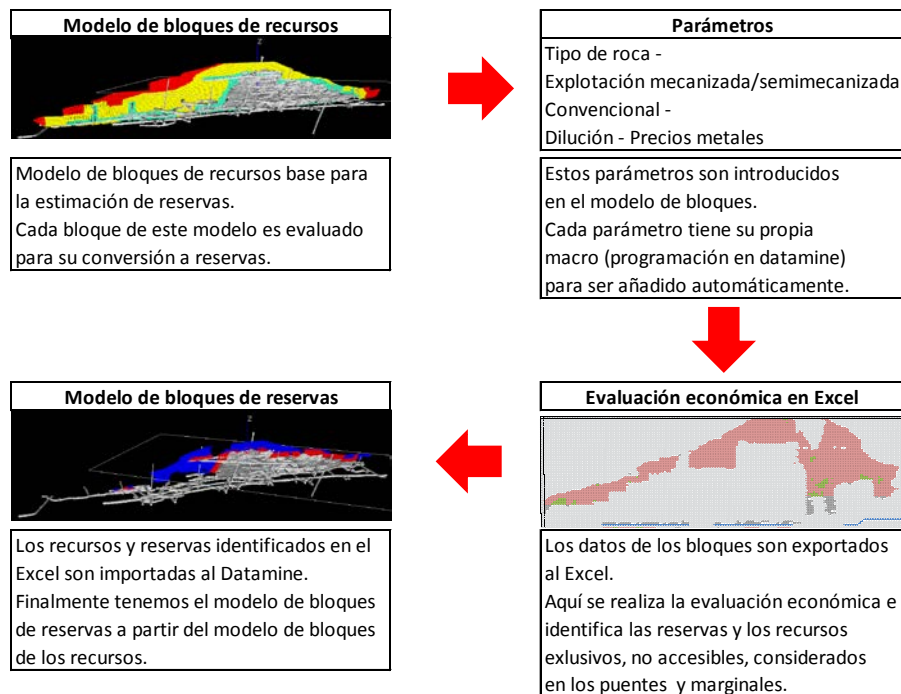 Modelo de bloques de recursos
Modelo de bloques de recursos base para
la estimación de reservas.
Cada bloque de este modelo es evaluado
para su conversión a reservas.
Parámetros
Tipo de roca -
Explotación mecanizada/semimecanizada
Convencional -
Dilución - Precios metales
Estos parámetros son introducidos
en el modelo de bloques.
Cada parámetro tiene su propia
macro (programación en datamine)
para ser añadido automáticamente.
Evaluación económica en Excel
Los datos de los bloques son exportados
al Excel.
Aquí se realiza la evaluación económica e
identifica las reservas y los recursos
exlusivos, no accesibles, considerados
en los puentes y marginales.
Modelo de bloques de reservas
Los recursos y reservas identificados en el
Excel son importadas al Datamine.
Finalmente tenemos el modelo de bloques
de reservas a partir del modelo de bloques
de los recursos.